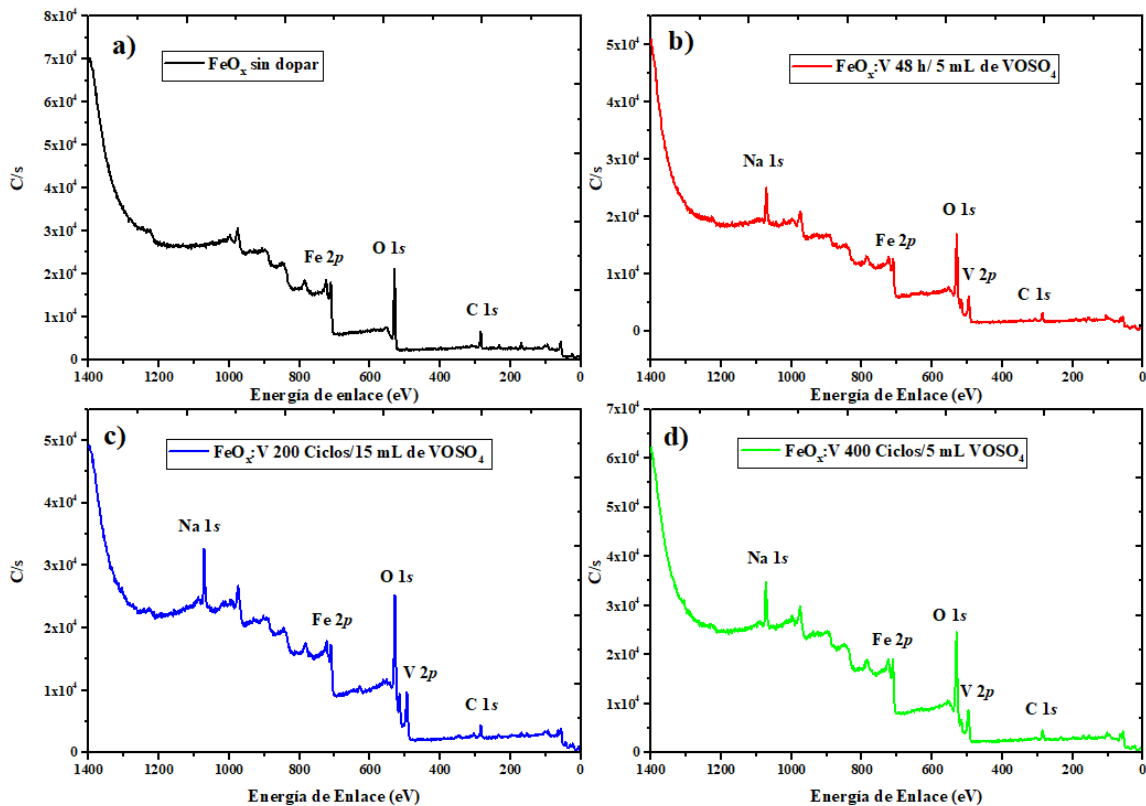 a)
FeOₓ sin dopar
8x10⁴
7x10⁴
6x10⁴
5x10⁴
4x10⁴
3x10⁴
2x10⁴
1x10⁴
0
C/s
Fe 2p
O 1s
C 1s
1400 1200 1000 800 600 400 200 0
Energía de enlace (eV)
b)
FeOₓ:V 48 h/ 5 mL de VOSO₄
5x10⁴
4x10⁴
3x10⁴
2x10⁴
1x10⁴
0
C/s
Na 1s
Fe 2p
O 1s
V 2p
C 1s
1400 1200 1000 800 600 400 200 0
Energía de Enlace (eV)
c)
FeOₓ:V 200 Ciclos/15 mL de VOSO₄
5x10⁴
4x10⁴
3x10⁴
2x10⁴
1x10⁴
0
C/s
Na 1s
Fe 2p
O 1s
V 2p
C 1s
1400 1200 1000 800 600 400 200 0
Energía de Enlace (eV)
d)
FeOₓ:V 400 Ciclos/5 mL VOSO₄
7x10⁴
6x10⁴
5x10⁴
4x10⁴
3x10⁴
2x10⁴
1x10⁴
0
C/s
Na 1s
Fe 2p
O 1s
V 2p
C 1s
1400 1200 1000 800 600 400 200 0
Energía de Enlace (eV)